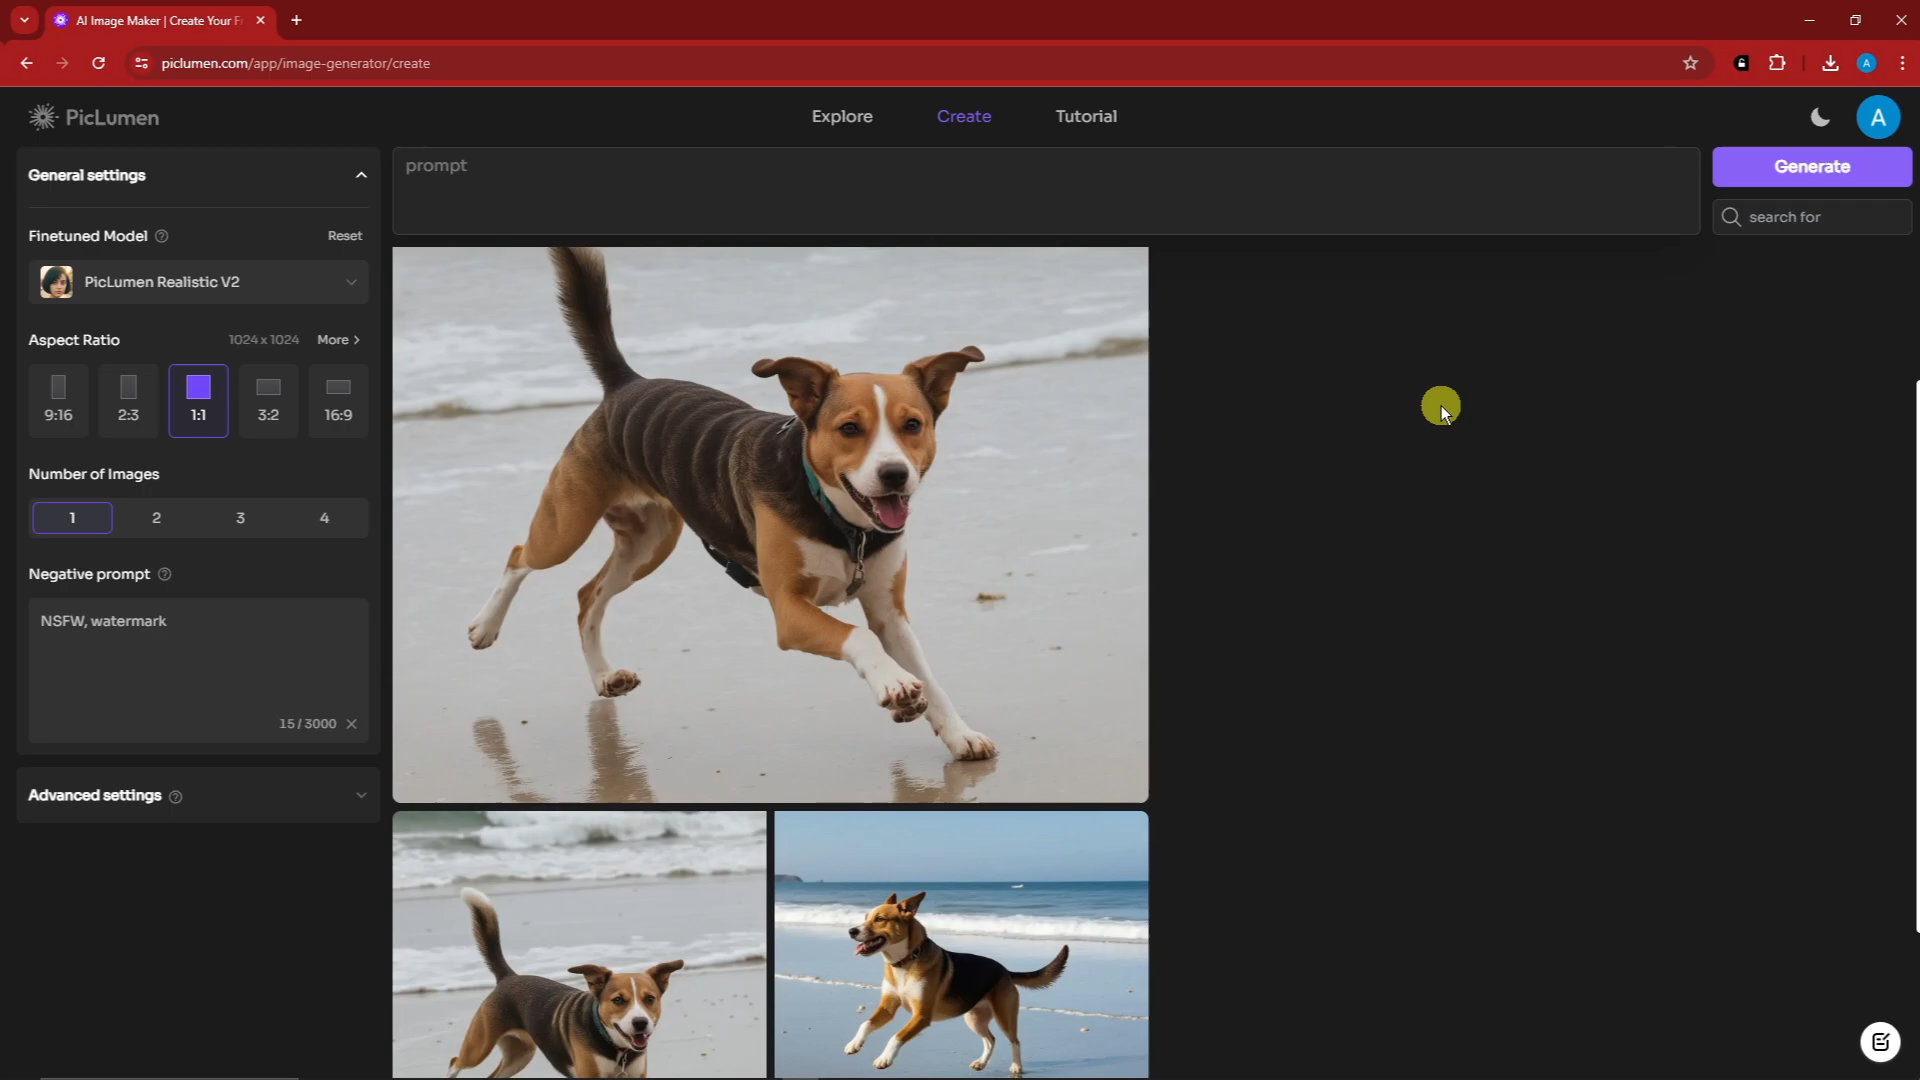 AI Image Maker | Create Your F
piclumen.com/app/image-generator/create
A
PicLumen
Explore
Create
Tutorial
A
General settings
prompt
Generate
search for
Finetuned Model
Reset
PicLumen Realistic V2
Aspect Ratio
1024 x 1024
More >
9:16
2:3
1:1
3:2
16:9
Number of Images
1
2
3
4
Negative prompt
NSFW, watermark
15 / 3000
Advanced settings